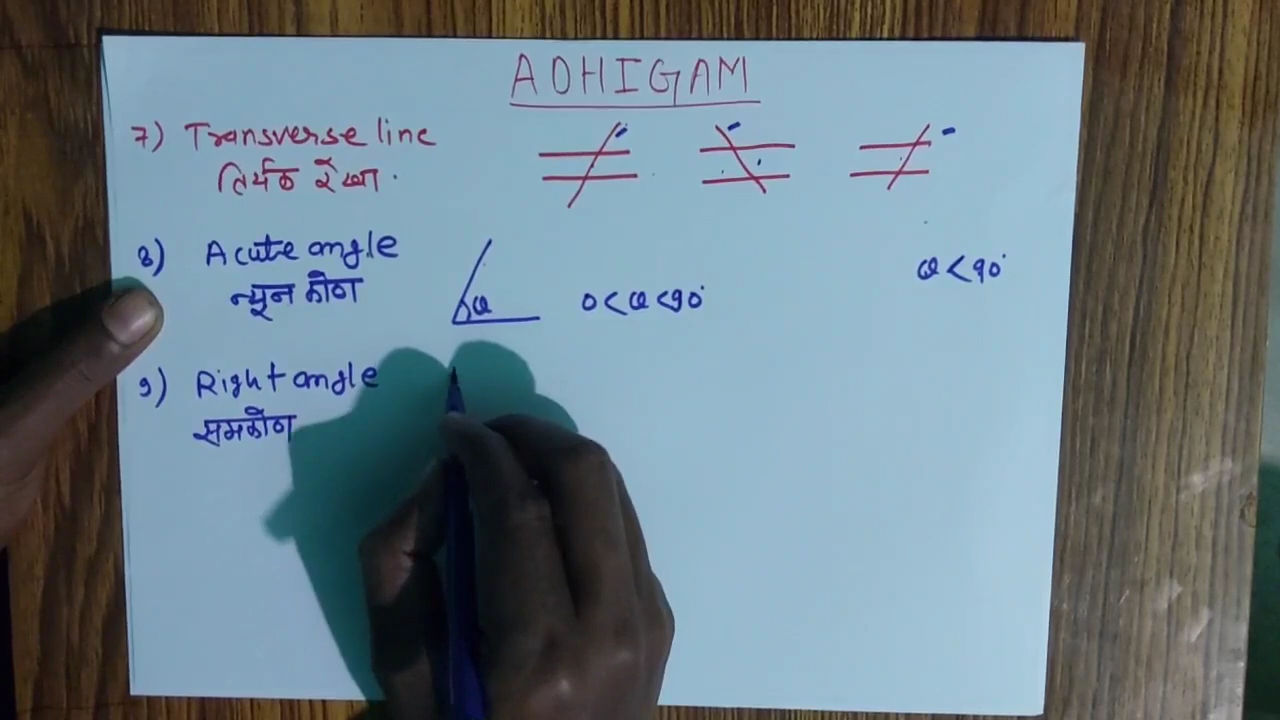 ADHIGAM
7) Transverse line
तिर्यक रेखा
8) Acute angle
θ < 90°
न्यून कोण
θ
0 < θ < 90°
9) Right angle
समकोण